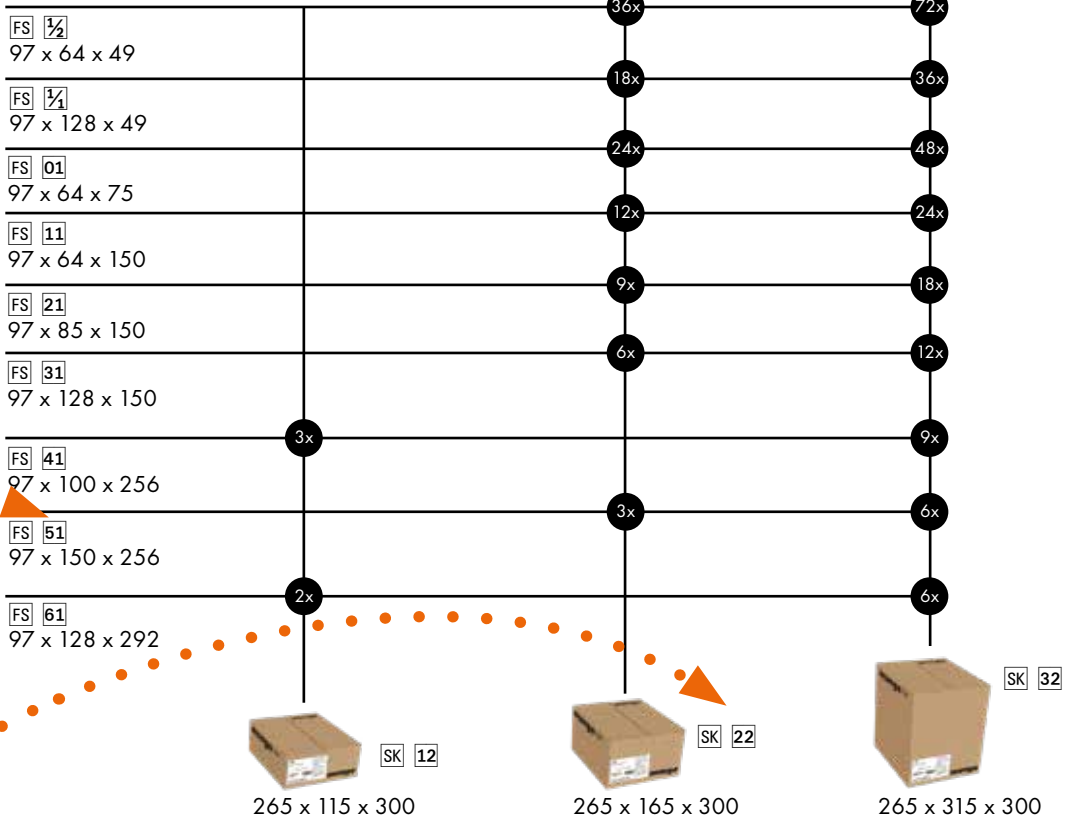 36x 72x
FS ½
97 x 64 x 49
18x 36x
FS ¹⁄₁
97 x 128 x 49
24x 48x
FS 01
97 x 64 x 75
12x 24x
FS 11
97 x 64 x 150
9x 18x
FS 21
97 x 85 x 150
6x 12x
FS 31
97 x 128 x 150
3x 9x
FS 41
97 x 100 x 256
3x 6x
FS 51
97 x 150 x 256
2x 6x
FS 61
97 x 128 x 292
SK 32
SK 22
SK 12
265 x 115 x 300 265 x 165 x 300 265 x 315 x 300